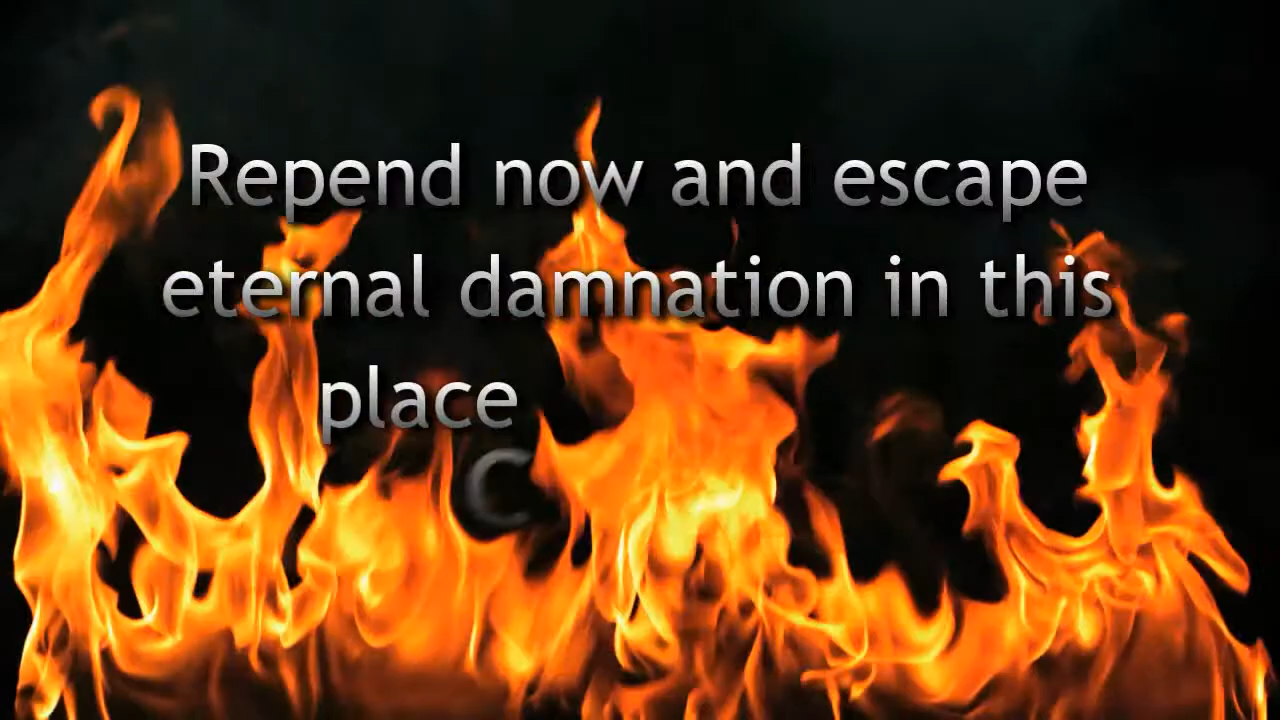 Repend now and escape
eternal damnation in this
place
C